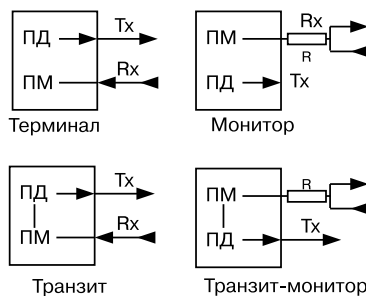 ПД Tx
ПМ Rx
Терминал
ПМ Rx
R
ПД Tx
Монитор
ПД Tx
ПМ Rx
Транзит
ПМ R
ПД Tx
Транзит-монитор